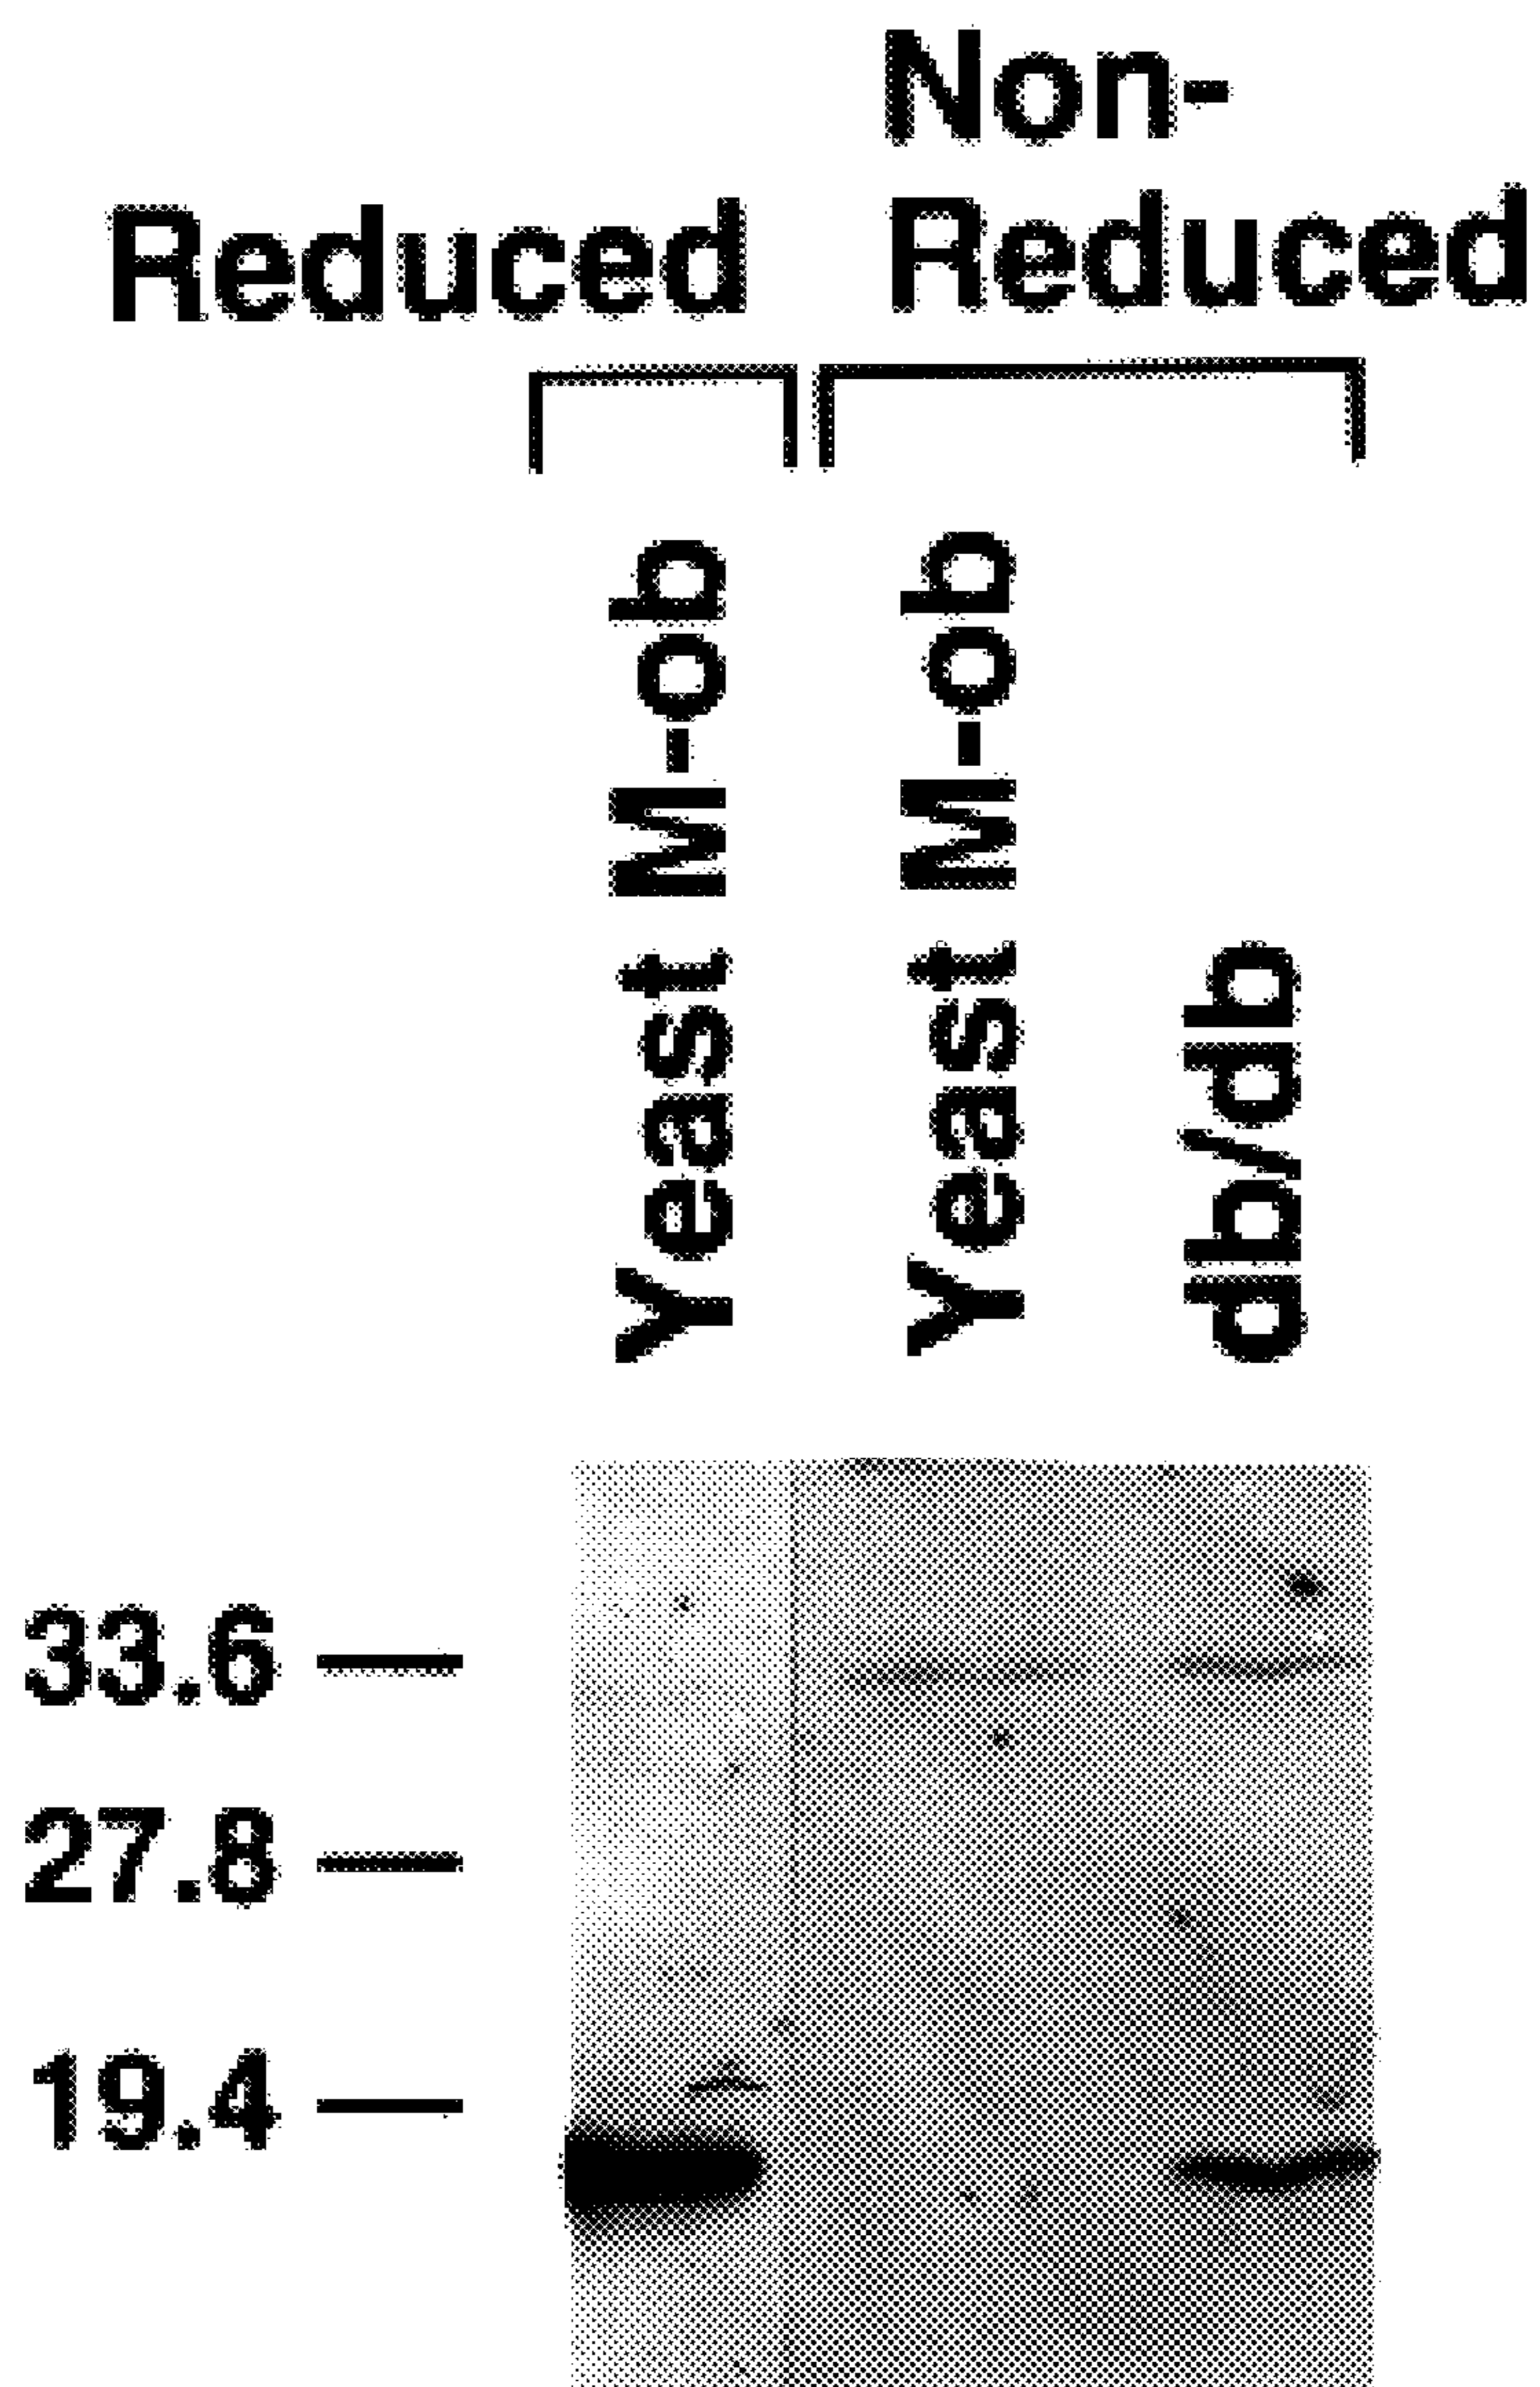 Non-
Reduced Reduced
Yeast M-ob Yeast M-ob db/db
33.6
27.8
19.4